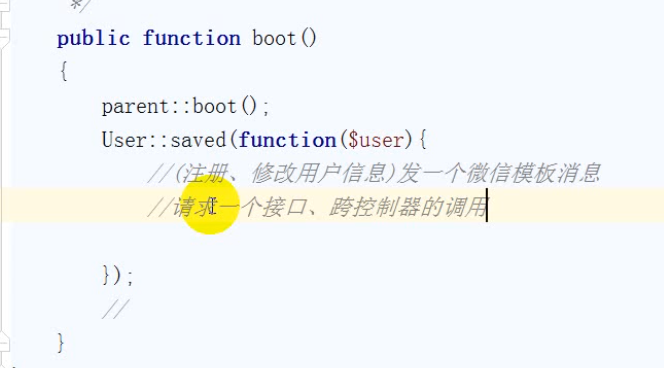 */
public function boot()
{
parent::boot();
User::saved(function($user){
//(注册、修改用户信息)发一个微信模板消息
//请求一个接口、跨控制器的调用
});
//
}